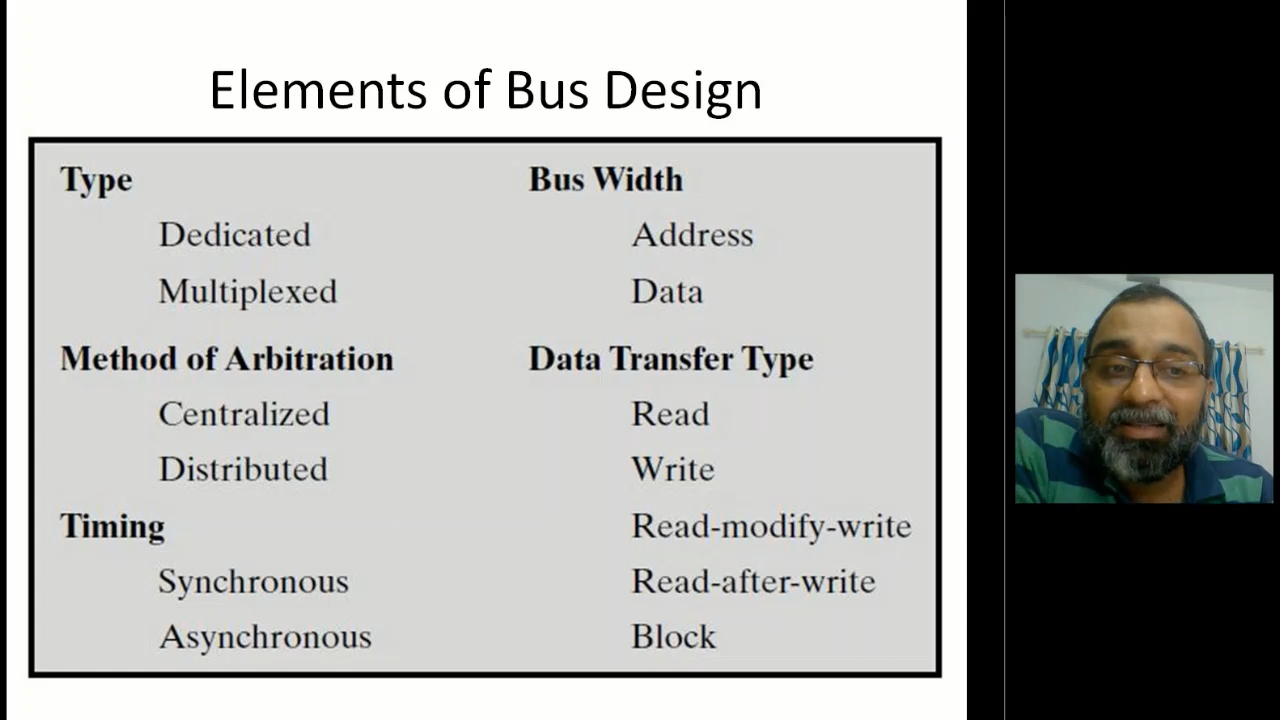 Elements of Bus Design
Type
Dedicated
Multiplexed
Method of Arbitration
Centralized
Distributed
Timing
Synchronous
Asynchronous
Bus Width
Address
Data
Data Transfer Type
Read
Write
Read-modify-write
Read-after-write
Block